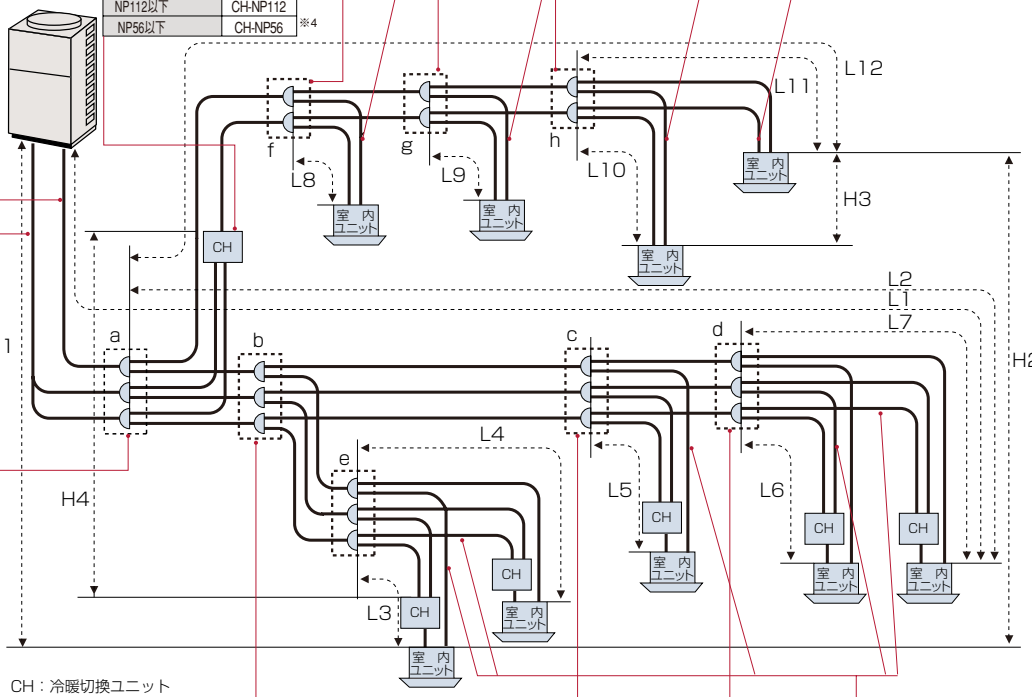 NP112以下 CH-NP112
NP56以下 CH-NP56 ※4
L12
L11
f
g
h
L8
L9
L10
H3
室 内
ユニット
室 内
ユニット
室 内
ユニット
室 内
ユニット
CH
L2
L1
L7
1
a
b
c
d
H2
H4
e
L4
L5
L6
CH
CH
CH
CH
CH
L3
室 内
ユニット
室 内
ユニット
室 内
ユニット
室 内
ユニット
室 内
ユニット
CH：冷暖切換ユニット